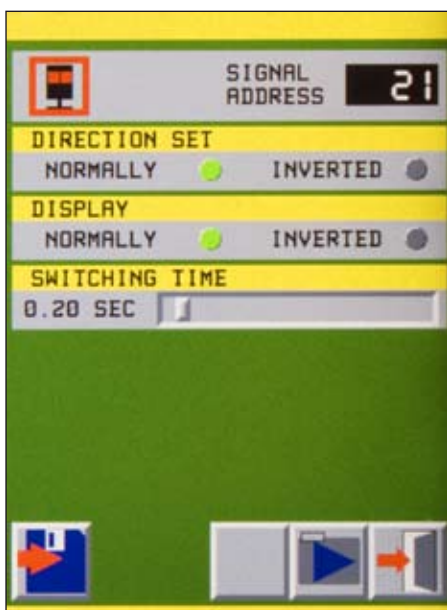 SIGNAL
ADDRESS 21
DIRECTION SET
NORMALLY INVERTED
DISPLAY
NORMALLY INVERTED
SWITCHING TIME
0.20 SEC